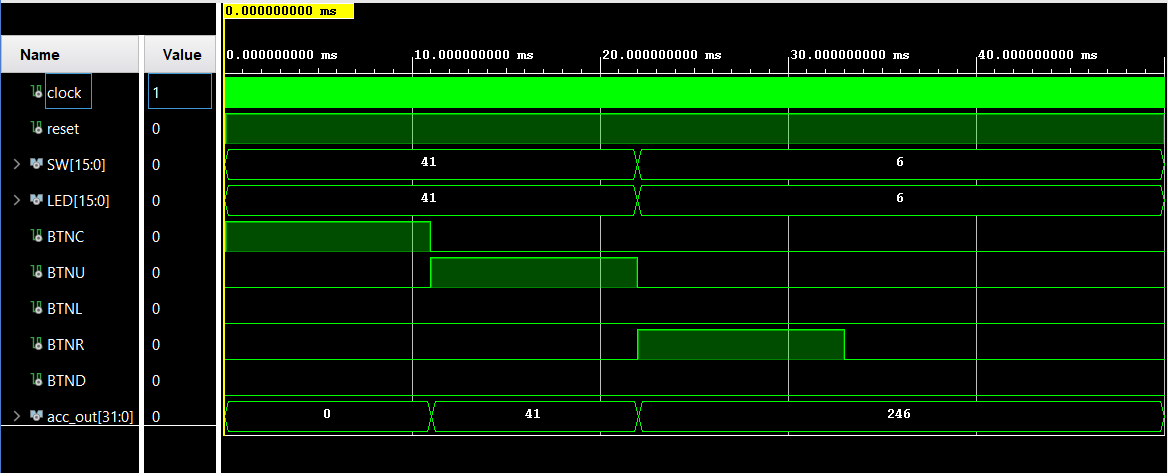 0.000000000 ms
Name Value
0.000000000 ms 10.000000000 ms 20.000000000 ms 30.000000000 ms 40.000000000 ms
clock 1
reset 0
SW[15:0] 0 41 6
LED[15:0] 0 41 6
BTNC 0
BTNU 0
BTNL 0
BTNR 0
BTND 0
acc_out[31:0] 0 0 41 246